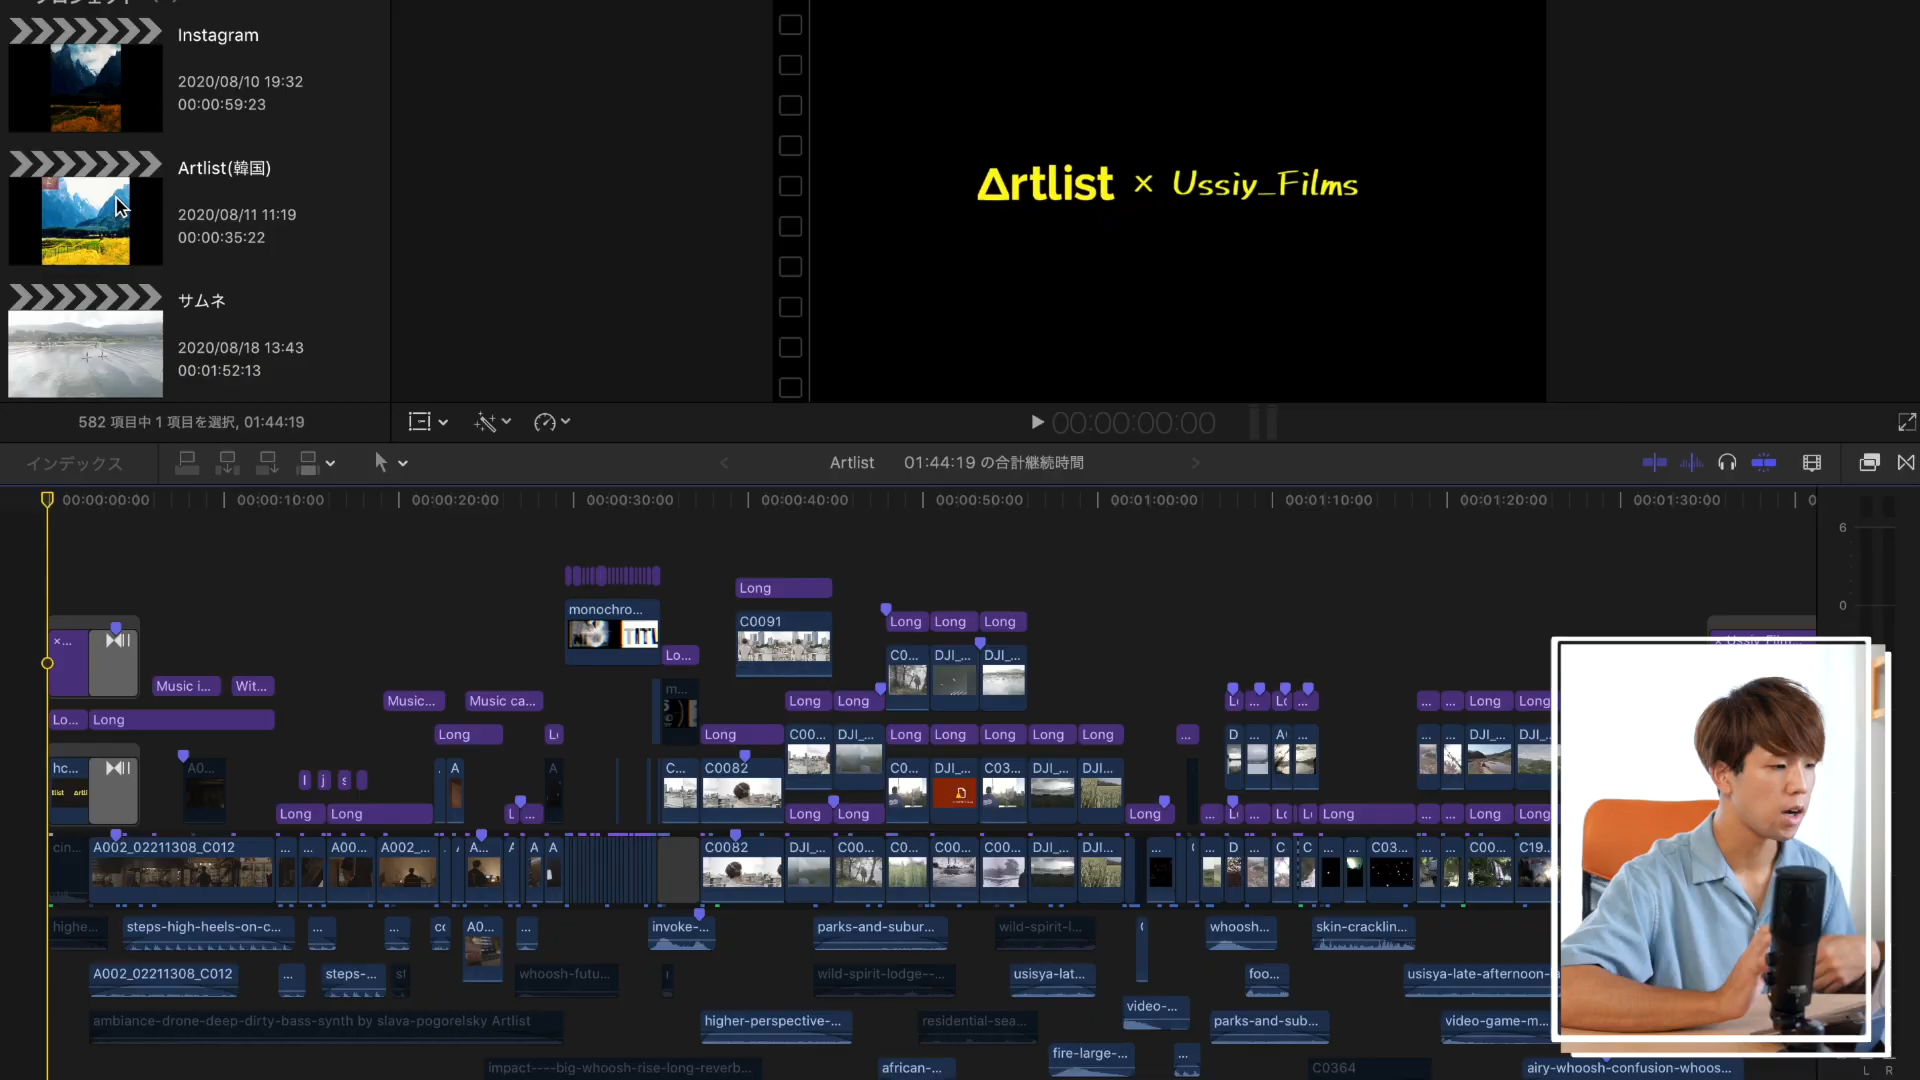 Instagram
2020/08/10 19:32
00:00:59:23
Artlist(韓国)
2020/08/11 11:19
00:00:35:22
サムネ
2020/08/18 13:43
00:01:52:13
582 項目中 1 項目を選択, 01:44:19
Artlist × Ussiy_Films
00:00:00:00
インデックス
Artlist
01:44:19 の合計継続時間
00:00:00:00 00:00:10:00 00:00:20:00 00:00:30:00 00:00:40:00 00:00:50:00 00:01:00:00 00:01:10:00 00:01:20:00 00:01:30:00
6
0
Long
monochro...
C0091
Long Long Long
Lo...
C0... DJI_... DJI_...
×...
Music i... Wit...
m...
Music... Music ca...
Long Long
... ... ... ... Long Long
Lo... Long
Long
Long
C00... DJI_...
Long Long Long Long Long
...
D ... A ...
... ... DJI_... DJI_...
hc...
A0...
A
A
C... C0082
C0... DJI_... C03... DJI_... DJI...
I j s
Long Long
L ...
Long Long
Long
... ... Long ... ... Long Long
cin...
A002_02211308_C012 ... ... A00... A002_... A... A A
C0082 DJI_... C00... C0... C00... C00... DJI_... DJI...
... D ... C C ... ... C03... ... ... C00... C19...
highe... steps-high-heels-on-c... ... ... A0... ...
invoke-... parks-and-subur... wild-spirit-l... whoosh... skin-cracklin...
A002_02211308_C012 ... steps-... whoosh-futu...
wild-spirit-lodge--... usisya-lat... foo... usisya-late-afternoon-
video-...
ambiance-drone-deep-dirty-bass-synth by slava-pogorelsky Artlist
higher-perspective-... residential-sea... parks-and-sub... video-game-m...
fire-large-... ...
impact----big-whoosh-rise-long-reverb... african-... C0364 airy-whoosh-confusion-whoos...
L R